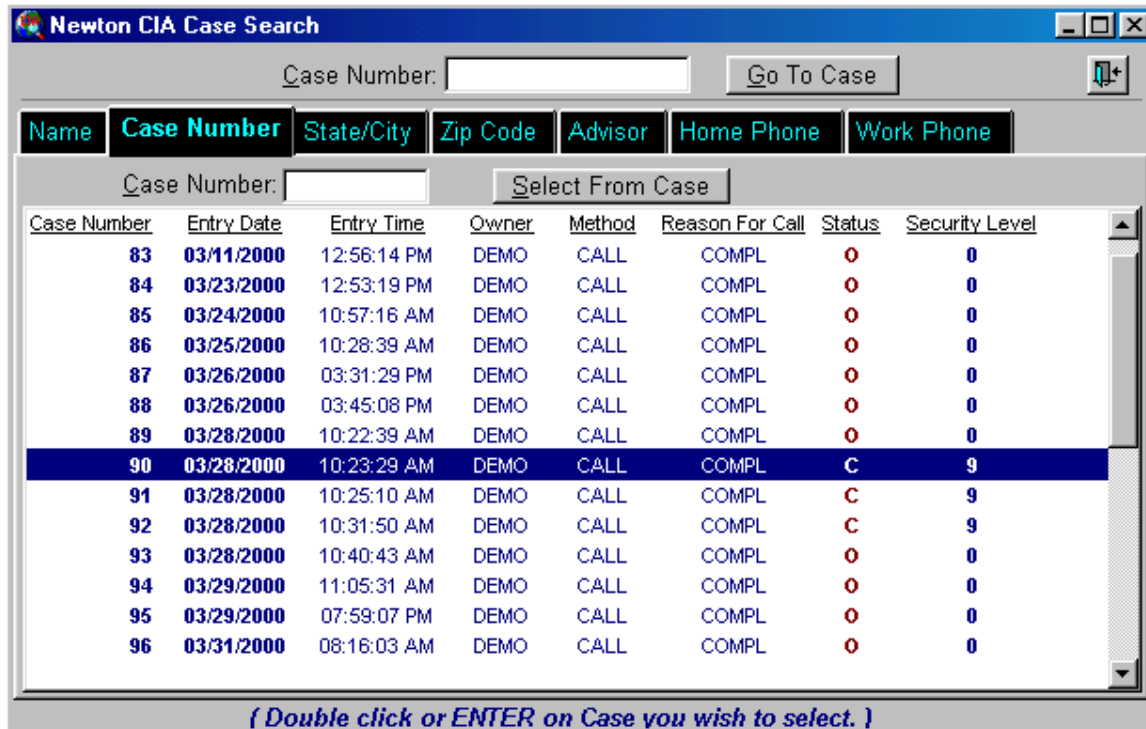 Newton CIA Case Search
Case Number: Go To Case
Name Case Number State/City Zip Code Advisor Home Phone Work Phone
Case Number: Select From Case
Case Number Entry Date Entry Time Owner Method Reason For Call Status Security Level
83 03/11/2000 12:56:14 PM DEMO CALL COMPL O 0
84 03/23/2000 12:53:19 PM DEMO CALL COMPL O 0
85 03/24/2000 10:57:16 AM DEMO CALL COMPL O 0
86 03/25/2000 10:28:39 AM DEMO CALL COMPL O 0
87 03/26/2000 03:31:29 PM DEMO CALL COMPL O 0
88 03/26/2000 03:45:08 PM DEMO CALL COMPL O 0
89 03/28/2000 10:22:39 AM DEMO CALL COMPL O 0
90 03/28/2000 10:23:29 AM DEMO CALL COMPL C 9
91 03/28/2000 10:25:10 AM DEMO CALL COMPL C 9
92 03/28/2000 10:31:50 AM DEMO CALL COMPL C 9
93 03/28/2000 10:40:43 AM DEMO CALL COMPL O 0
94 03/29/2000 11:05:31 AM DEMO CALL COMPL O 0
95 03/29/2000 07:59:07 PM DEMO CALL COMPL O 0
96 03/31/2000 08:16:03 AM DEMO CALL COMPL O 0
( Double click or ENTER on Case you wish to select. )